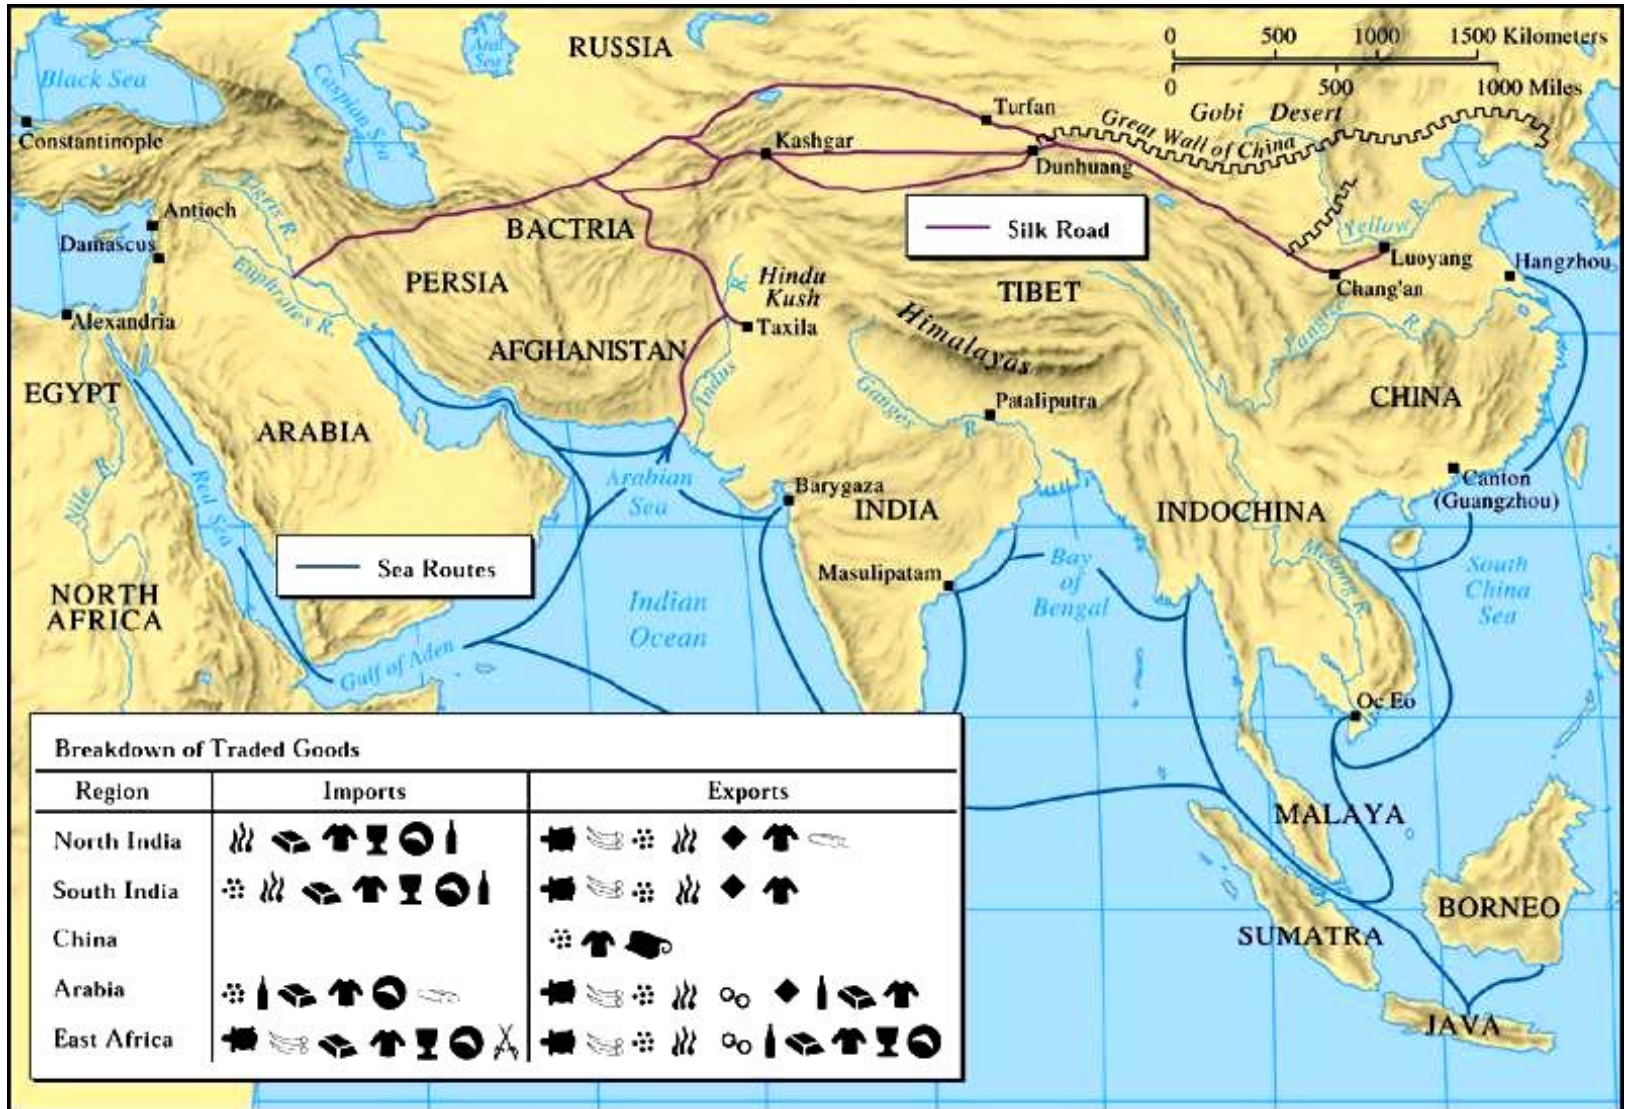 RUSSIA
0 500 1000 1500 Kilometers
0 500 1000 Miles
Black Sea
Aral
Sea
Caspian Sea
Constantinople
Turfan
Gobi Desert
Great Wall of China
Kashgar
Dunhuang
Antioch
Tigris R.
Damascus
BACTRIA
Silk Road
Yellow R.
Luoyang
Hangzhou
Euphrates R.
PERSIA
Hindu
Kush
TIBET
Chang'an
Alexandria
Taxila
Himalayas
Yangtze R.
AFGHANISTAN
EGYPT
Indus R.
Ganges R.
Pataliputra
CHINA
ARABIA
Nile R.
Red Sea
Arabian
Sea
Barygaza
INDIA
INDOCHINA
Canton
(Guangzhou)
Sea Routes
Masulipatam
Bay
of
Bengal
Mekong R.
South
China
Sea
NORTH
AFRICA
Indian
Ocean
Gulf of Aden
Oc Eo
MALAYA
BORNEO
SUMATRA
JAVA
Breakdown of Traded Goods
Region Imports Exports
North India
South India
China
Arabia
East Africa